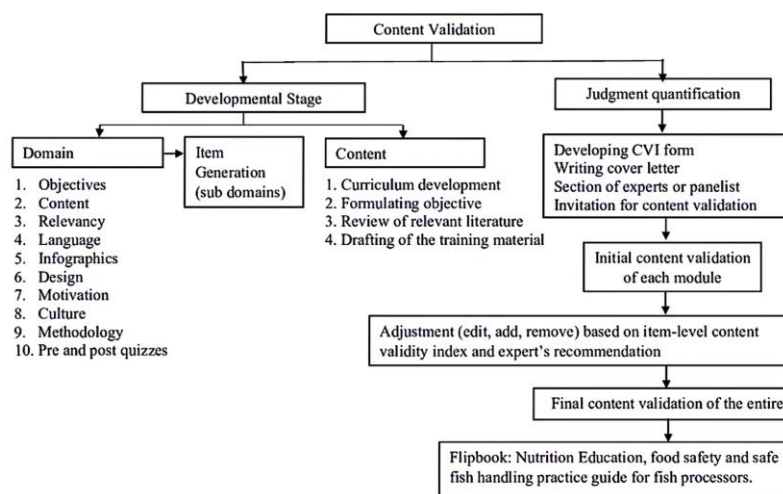 Content Validation
Developmental Stage
Judgment quantification
Domain
1. Objectives
2. Content
3. Relevancy
4. Language
5. Infographics
6. Design
7. Motivation
8. Culture
9. Methodology
10. Pre and post quizzes
Item
Generation
(sub domains)
Content
1. Curriculum development
2. Formulating objective
3. Review of relevant literature
4. Drafting of the training material
Developing CVI form
Writing cover letter
Section of experts or panelist
Invitation for content validation
Initial content validation
of each module
Adjustment (edit, add, remove) based on item-level content
validity index and expert's recommendation
Final content validation of the entire
Flipbook: Nutrition Education, food safety and safe
fish handling practice guide for fish processors.